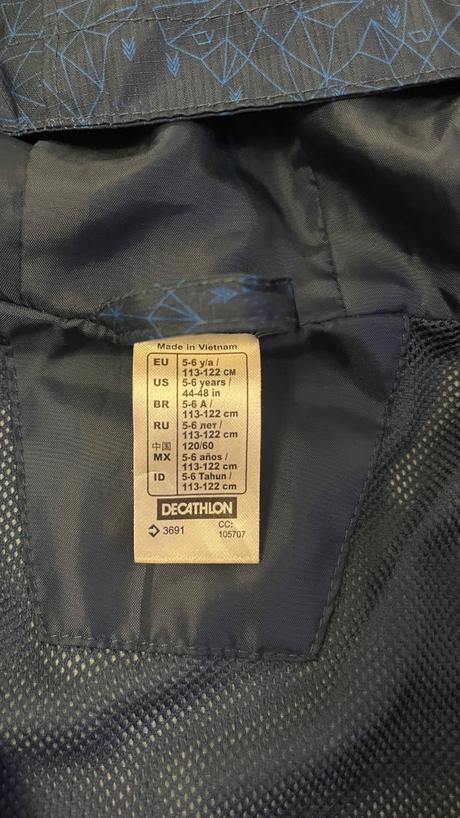 Made in Vietnam
EU 5-6 y/a /
113-122 CM
US 5-6 years /
44-48 in
BR 5-6 A /
113-122 cm
RU 5-6 лет /
113-122 cm
中国 120/60
MX 5-6 años /
113-122 cm
ID 5-6 Tahun /
113-122 cm
DECATHLON
3691 CC:
105707